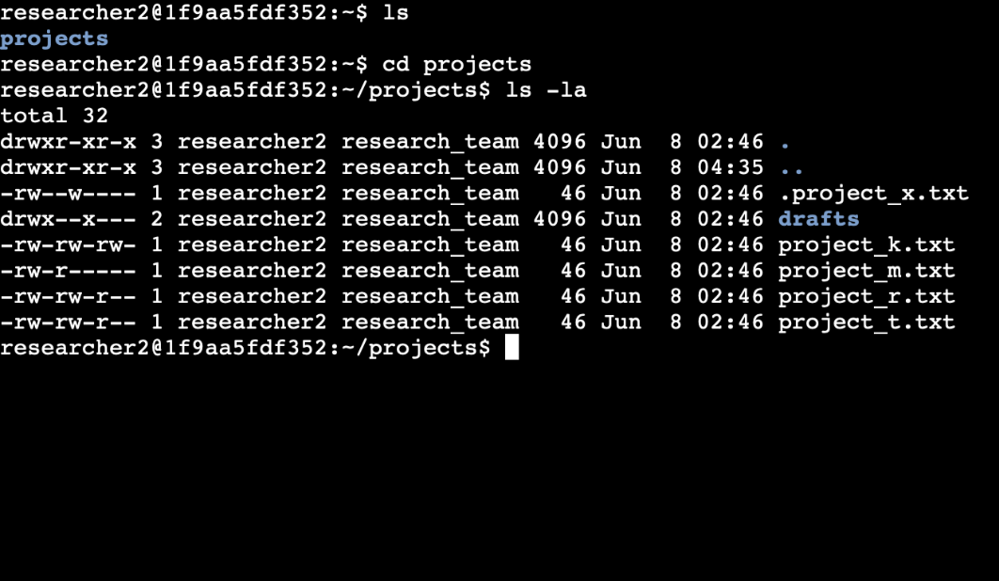 researcher2@1f9aa5fdf352:~$ ls
projects
researcher2@1f9aa5fdf352:~$ cd projects
researcher2@1f9aa5fdf352:~/projects$ ls -la
total 32
drwxr-xr-x 3 researcher2 research_team 4096 Jun  8 02:46 .
drwxr-xr-x 3 researcher2 research_team 4096 Jun  8 04:35 ..
-rw--w---- 1 researcher2 research_team   46 Jun  8 02:46 .project_x.txt
drwx--x--- 2 researcher2 research_team 4096 Jun  8 02:46 drafts
-rw-rw-rw- 1 researcher2 research_team   46 Jun  8 02:46 project_k.txt
-rw-r----- 1 researcher2 research_team   46 Jun  8 02:46 project_m.txt
-rw-rw-r-- 1 researcher2 research_team   46 Jun  8 02:46 project_r.txt
-rw-rw-r-- 1 researcher2 research_team   46 Jun  8 02:46 project_t.txt
researcher2@1f9aa5fdf352:~/projects$